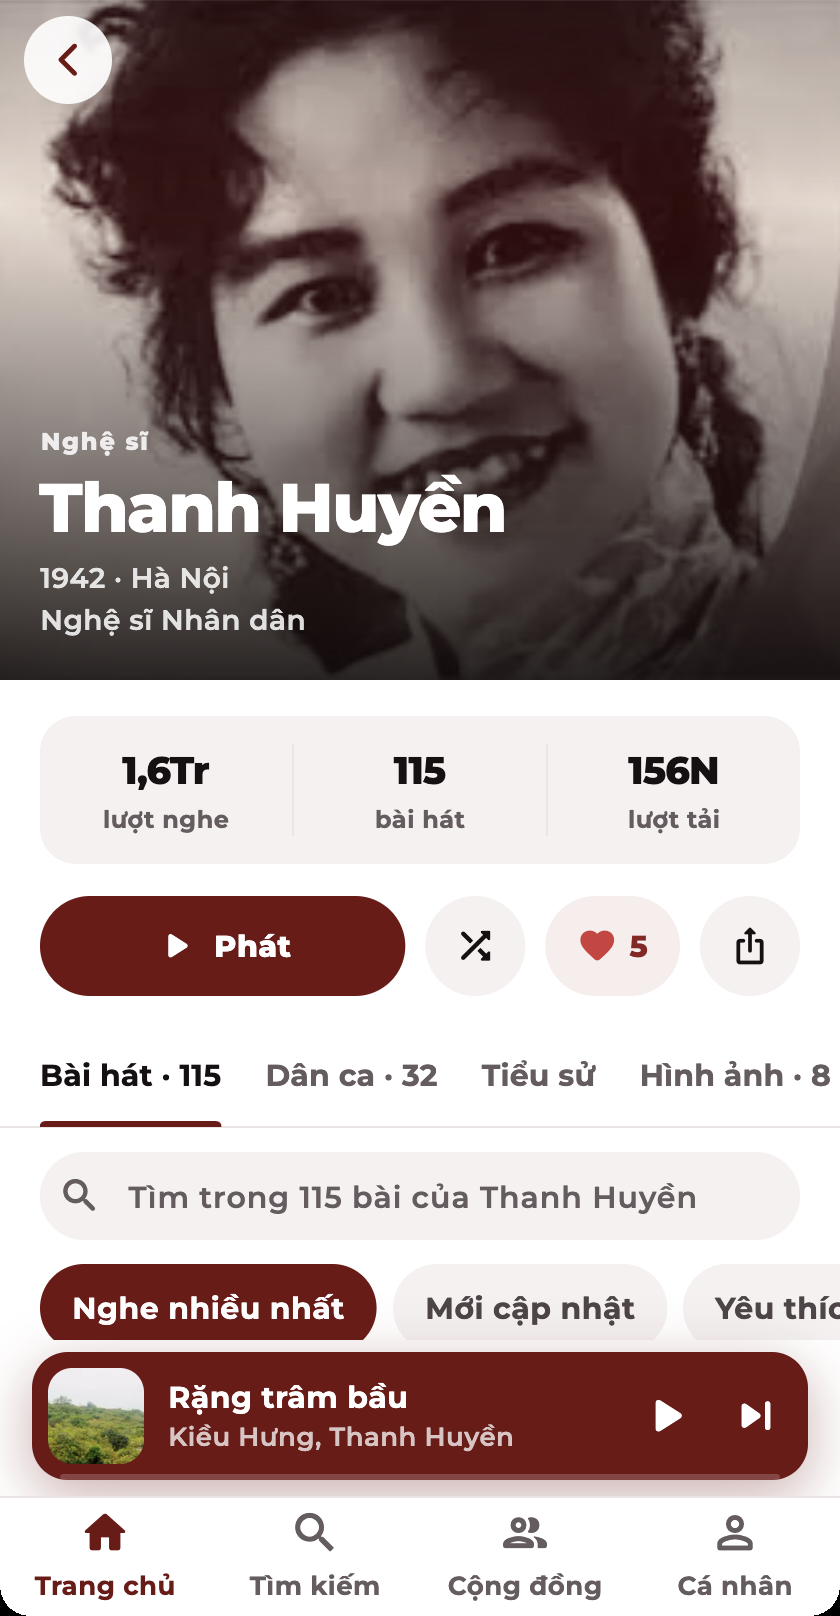 Nghệ sĩ
Thanh Huyền
1942 · Hà Nội
Nghệ sĩ Nhân dân
1,6Tr
115
156N
lượt nghe
bài hát
lượt tải
Phát
5
Bài hát · 115
Dân ca · 32
Tiểu sử
Hình ảnh · 8
Tìm trong 115 bài của Thanh Huyền
Nghe nhiều nhất
Mới cập nhật
Yêu thíc
Rặng trâm bầu
Kiều Hưng, Thanh Huyền
Trang chủ
Tìm kiếm
Cộng đồng
Cá nhân